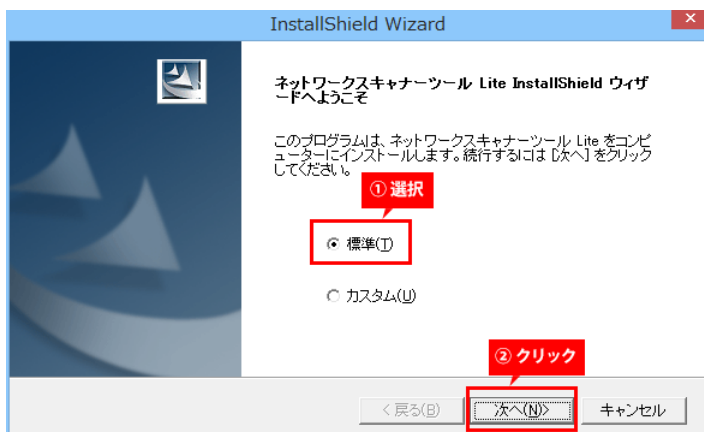 InstallShield Wizard
ネットワークスキャナーツール Lite InstallShield ウィザ
ードへようこそ
このプログラムは、ネットワークスキャナーツール Lite をコンピ
ューターにインストールします。続行するには [次へ] をクリック
してください。
① 選択
標準(T)
カスタム(U)
② クリック
< 戻る(B)
次へ(N)>
キャンセル